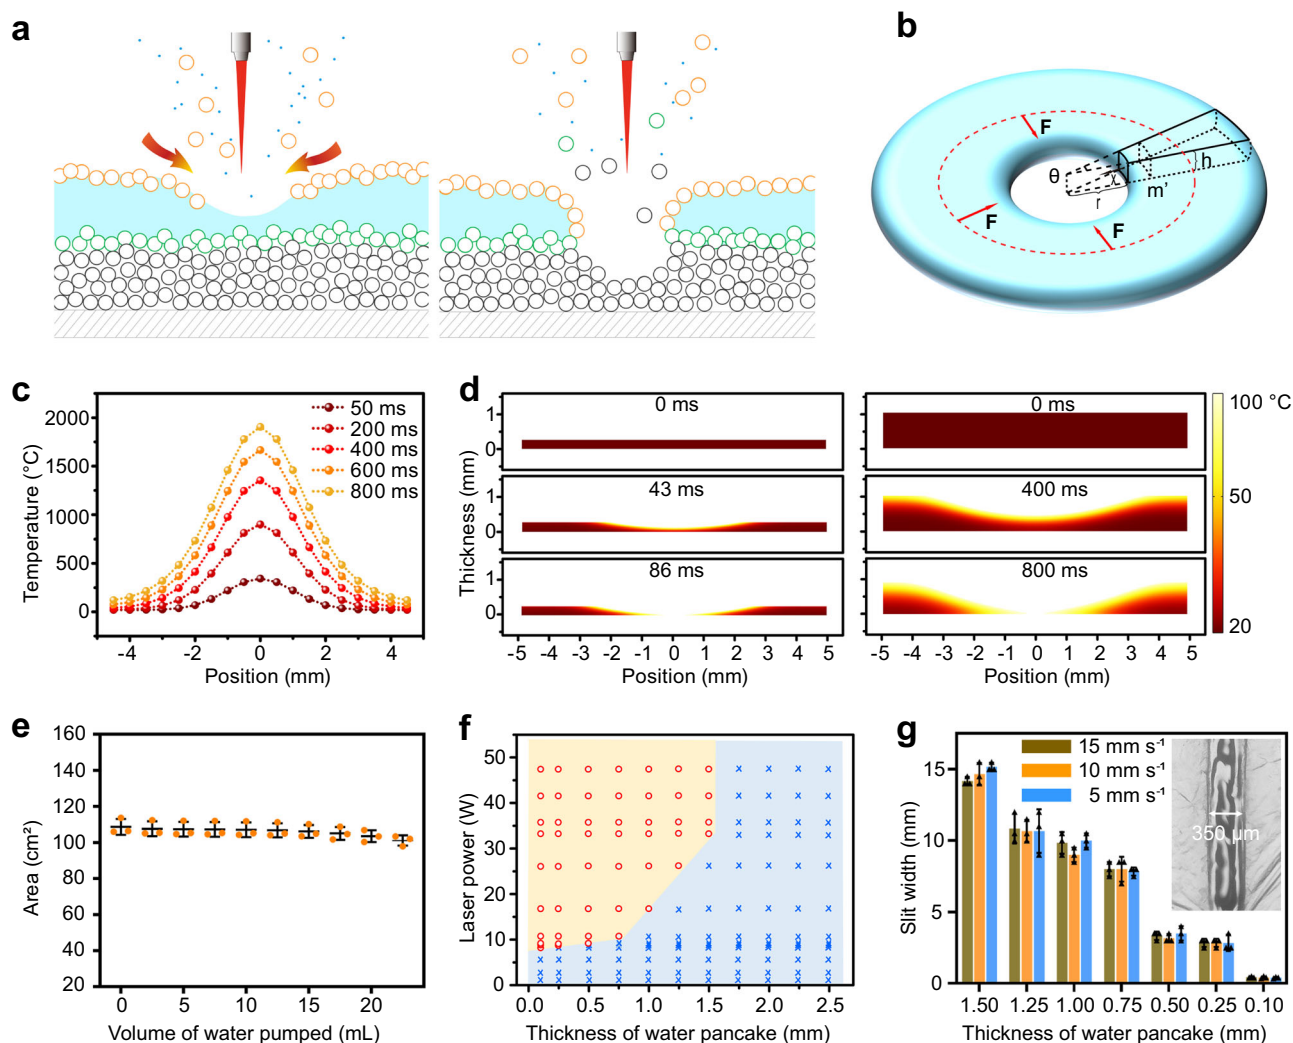 a
b
F
F
F
θ
r
m'
h
c
Temperature (°C)
2000
1500
1000
500
0
50 ms
200 ms
400 ms
600 ms
800 ms
-4
-2
0
2
4
Position (mm)
d
Thickness (mm)
0 ms
1
0
43 ms
1
0
86 ms
1
0
-5 -4 -3 -2 -1 0 1 2 3 4 5
Position (mm)
0 ms
400 ms
800 ms
-5 -4 -3 -2 -1 0 1 2 3 4 5
Position (mm)
100 °C
50
20
e
Area (cm²)
160
140
120
100
80
60
40
20
0 5 10 15 20
Volume of water pumped (mL)
f
Laerr power (W)
50
40
30
20
10
0
0.0 0.5 1.0 1.5 2.0 2.5
Thickness of water pancake (mm)
g
Slit width (mm)
15
10
5
0
15 mm s⁻¹
10 mm s⁻¹
5 mm s⁻¹
350 µm
1.50 1.25 1.00 0.75 0.50 0.25 0.10
Thickness of water pancake (mm)